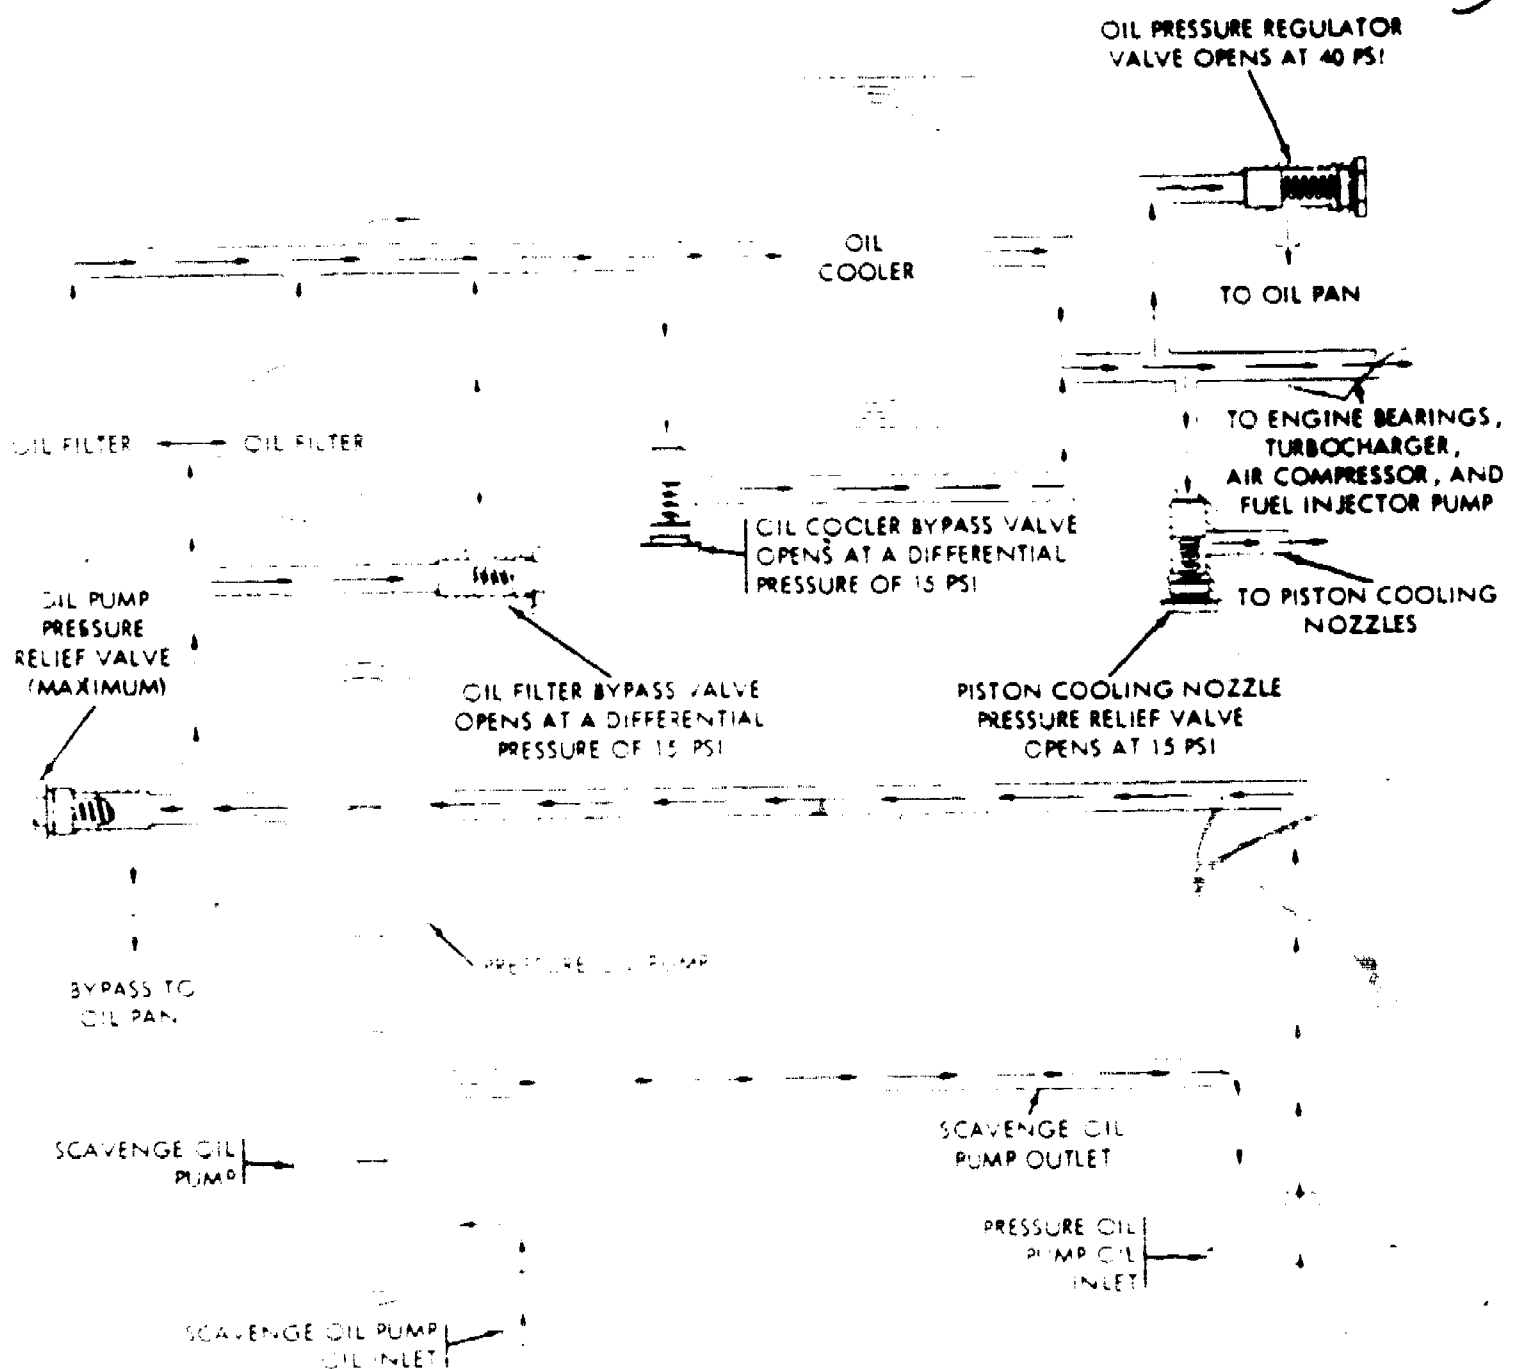 OIL PRESSURE REGULATOR
VALVE OPENS AT 40 PSI
OIL
COOLER
TO OIL PAN
OIL FILTER
OIL FILTER
TO ENGINE BEARINGS,
TURBOCHARGER,
AIR COMPRESSOR, AND
FUEL INJECTOR PUMP
OIL COOLER BYPASS VALVE
OPENS AT A DIFFERENTIAL
PRESSURE OF 15 PSI
OIL PUMP
PRESSURE
RELIEF VALVE
(MAXIMUM)
TO PISTON COOLING
NOZZLES
OIL FILTER BYPASS VALVE
OPENS AT A DIFFERENTIAL
PRESSURE OF 15 PSI
PISTON COOLING NOZZLE
PRESSURE RELIEF VALVE
OPENS AT 15 PSI
PRESSURE OIL PUMP
BYPASS TO
OIL PAN
SCAVENGE OIL
PUMP
SCAVENGE OIL
PUMP OUTLET
PRESSURE OIL
PUMP OIL
INLET
SCAVENGE OIL PUMP
OIL INLET